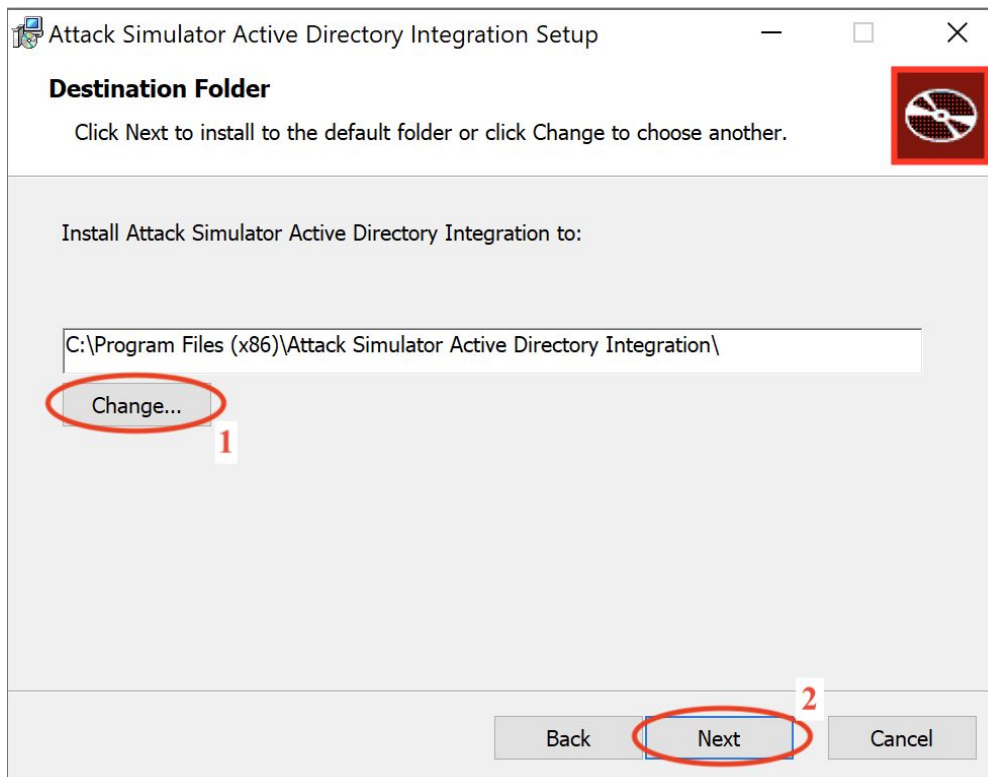 Attack Simulator Active Directory Integration Setup
Destination Folder
Click Next to install to the default folder or click Change to choose another.
Install Attack Simulator Active Directory Integration to:
C:\Program Files (x86)\Attack Simulator Active Directory Integration\
Change...
1
2
Back Next Cancel